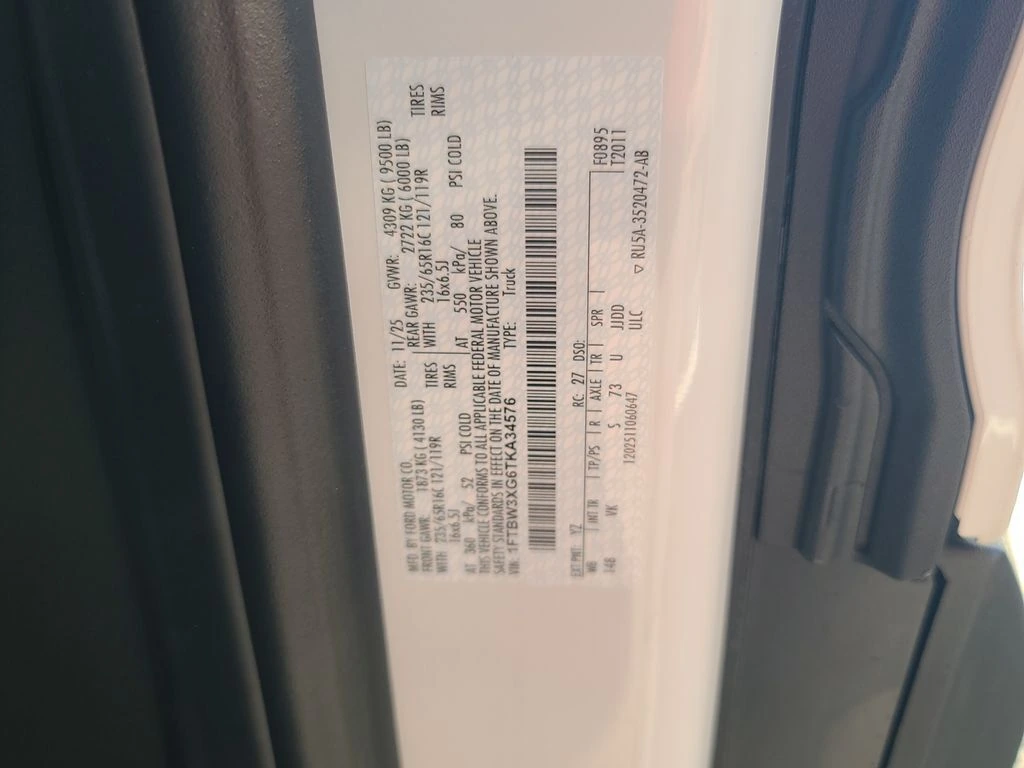 MFD. BY FORD MOTOR CO. DATE: 11/25 GVWR: 4309 KG ( 9500 LB)
FRONT GAWR: 1873 KG ( 4130 LB) REAR GAWR: 2722 KG ( 6000 LB)
WITH 235/65R16C 121/119R TIRES WITH 235/65R16C 121/119R TIRES
16x6.5J RIMS 16x6.5J RIMS
AT 360 kPa/ 52 PSI COLD AT 550 kPa/ 80 PSI COLD
THIS VEHICLE CONFORMS TO ALL APPLICABLE FEDERAL MOTOR VEHICLE
SAFETY STANDARDS IN EFFECT ON THE DATE OF MANUFACTURE SHOWN ABOVE.
VIN: 1FTBW3XG6TKA34576 TYPE: Truck
EXT PNT: YZ RC: 27 DSO: F0895
WB INT TR TP/PS R AXLE TR SPR T2011
148 VK S 73 U JJDD
ULC
1202511060647 ▽ RU5A-3520472-AB